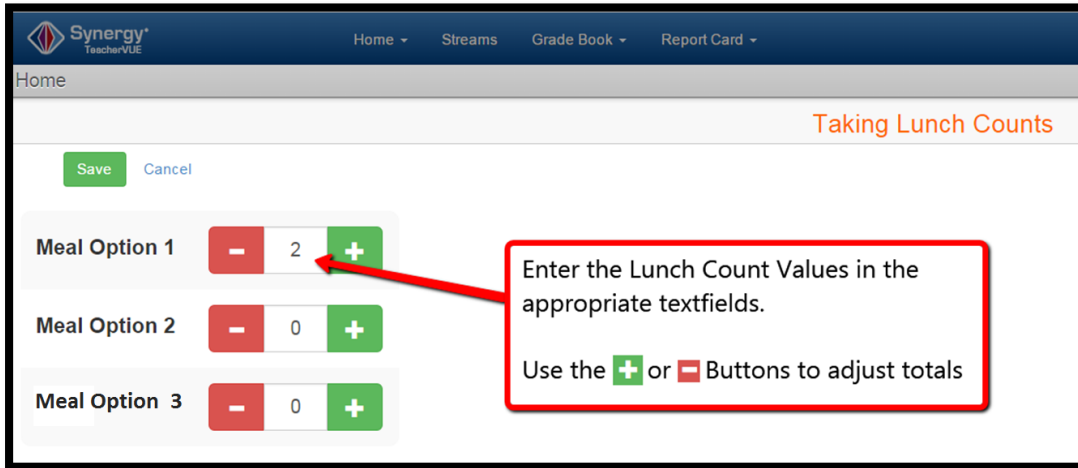 Synergy
TeacherVUE
Home Streams Grade Book Report Card
Home
Taking Lunch Counts
Save Cancel
Meal Option 1 - 2 +
Enter the Lunch Count Values in the
appropriate textfields.
Meal Option 2 - 0 +
Use the + or - Buttons to adjust totals
Meal Option 3 - 0 +